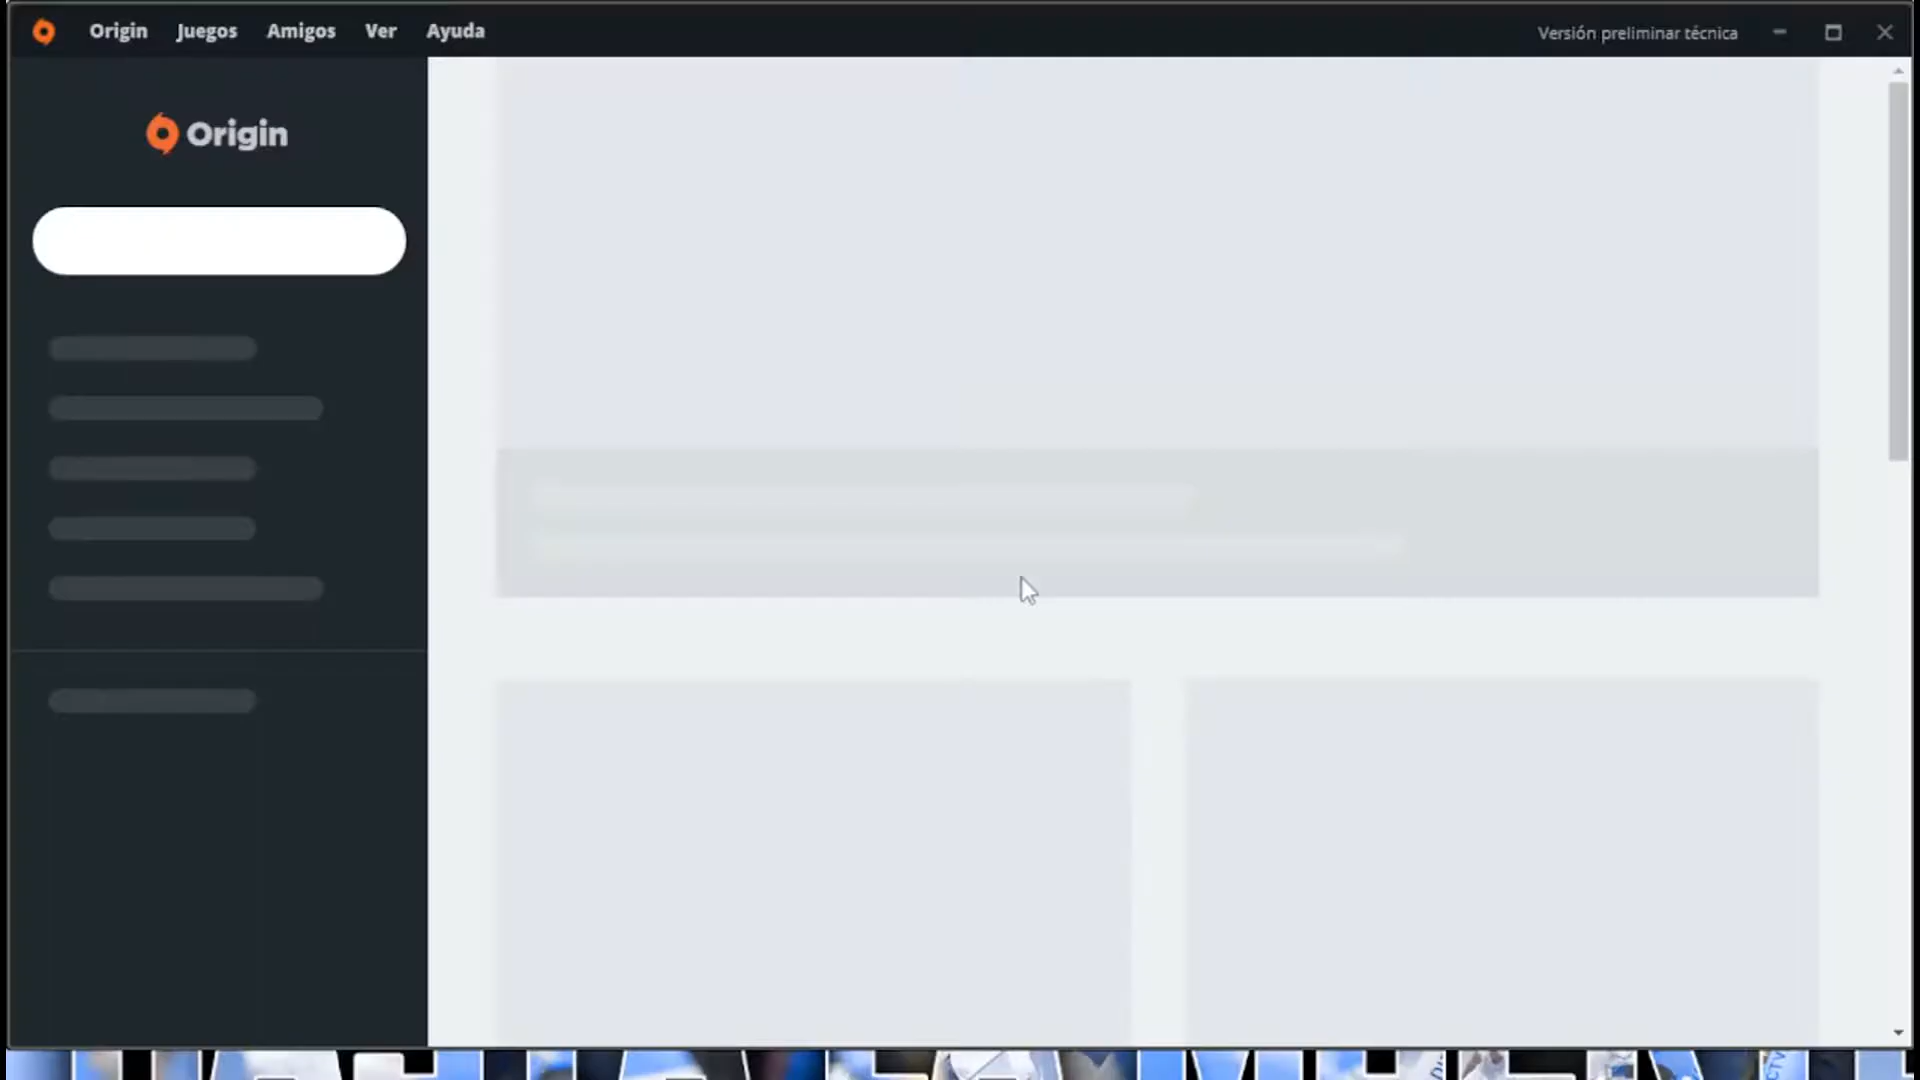 Origin Juegos Amigos Ver Ayuda
Versión preliminar técnica
Origin